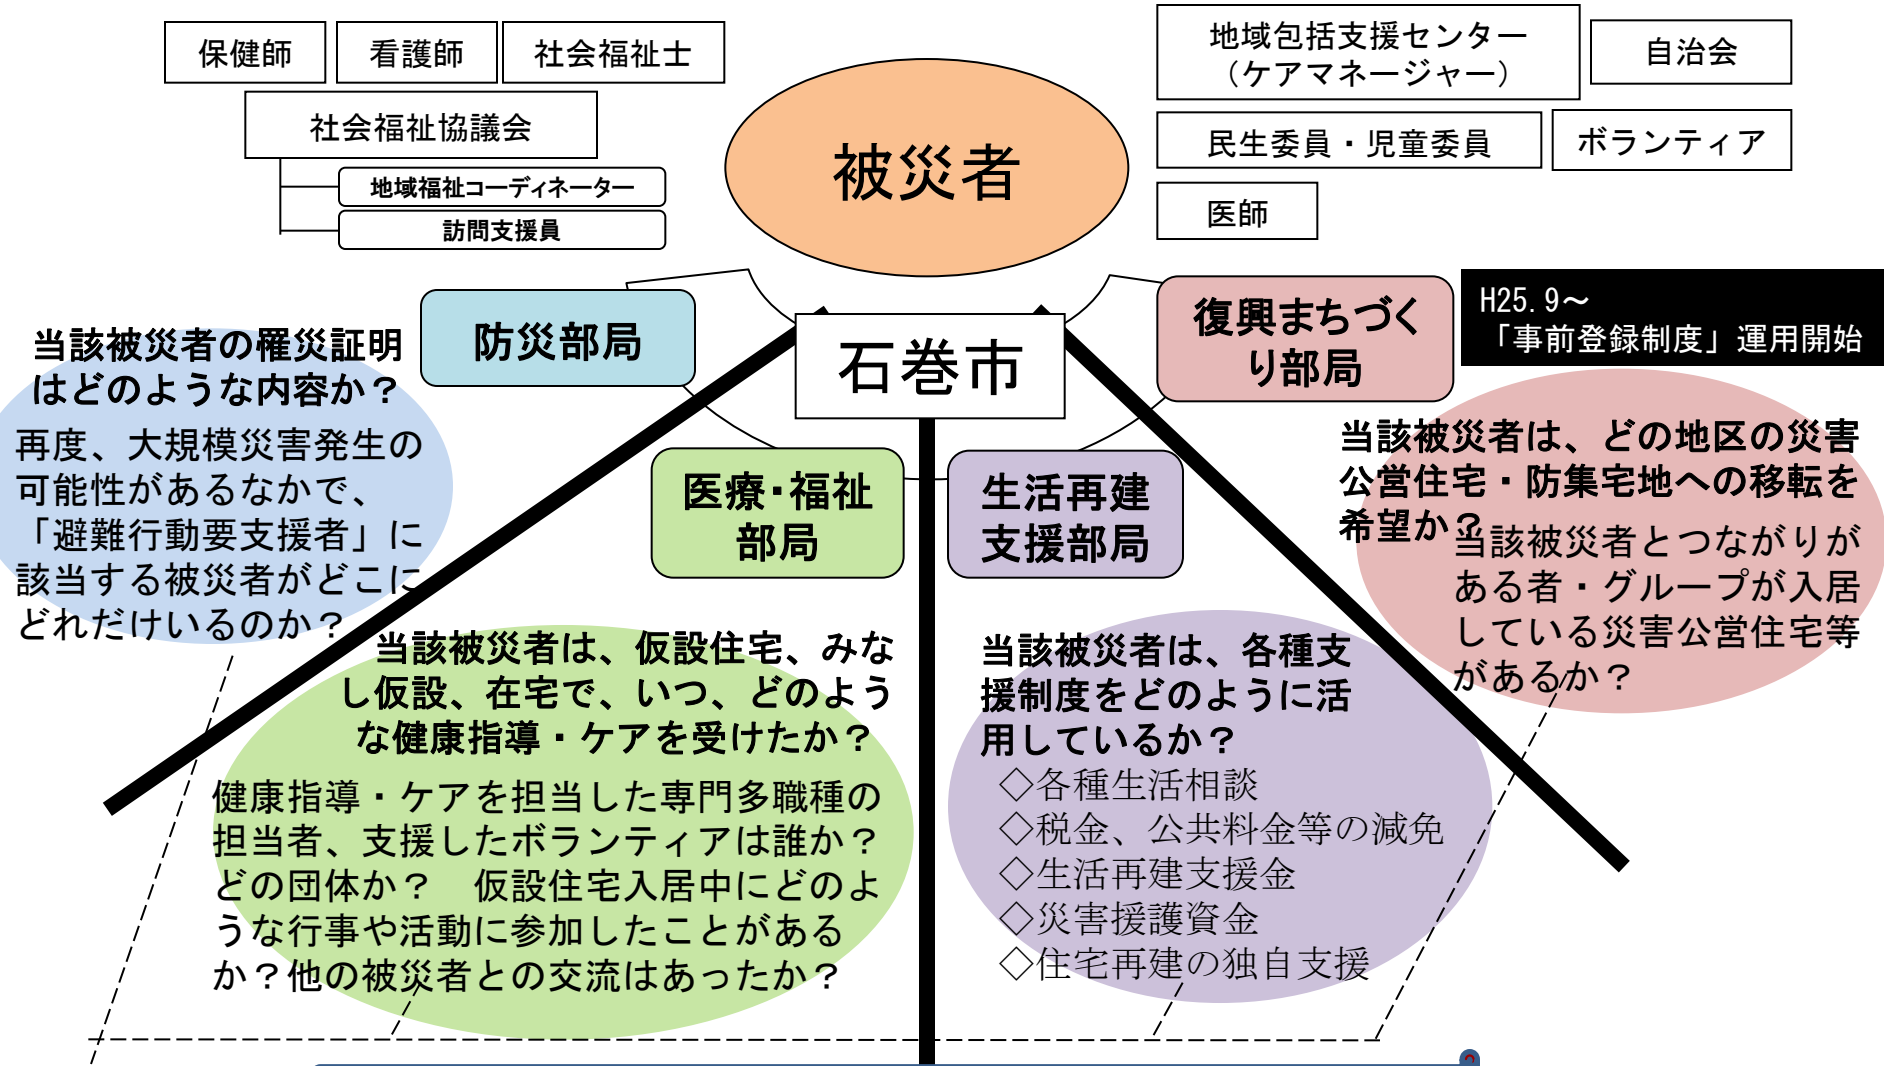 保健師
看護師
社会福祉士
社会福祉協議会
地域福祉コーディネーター
訪問支援員
被災者
地域包括支援センター
（ケアマネージャー）
自治会
民生委員・児童委員
ボランティア
医師
防災部局
石巻市
復興まちづく
り部局
H25.9～
「事前登録制度」運用開始
医療・福祉
部局
生活再建
支援部局
当該被災者の罹災証明
はどのような内容か？
再度、大規模災害発生の
可能性があるなかで、
「避難行動要支援者」に
該当する被災者がどこに
どれだけいるのか？
当該被災者は、仮設住宅、みな
し仮設、在宅で、いつ、どのよう
な健康指導・ケアを受けたか？
健康指導・ケアを担当した専門多職種の
担当者、支援したボランティアは誰か？
どの団体か？　仮設住宅入居中にどのよ
うな行事や活動に参加したことがある
か？他の被災者との交流はあったか？
当該被災者は、各種支
援制度をどのように活
用しているか？
◇各種生活相談
◇税金、公共料金等の減免
◇生活再建支援金
◇災害援護資金
◇住宅再建の独自支援
当該被災者は、どの地区の災害
公営住宅・防集宅地への移転を
希望か？
当該被災者とつながりが
ある者・グループが入居
している災害公営住宅等
があるか？